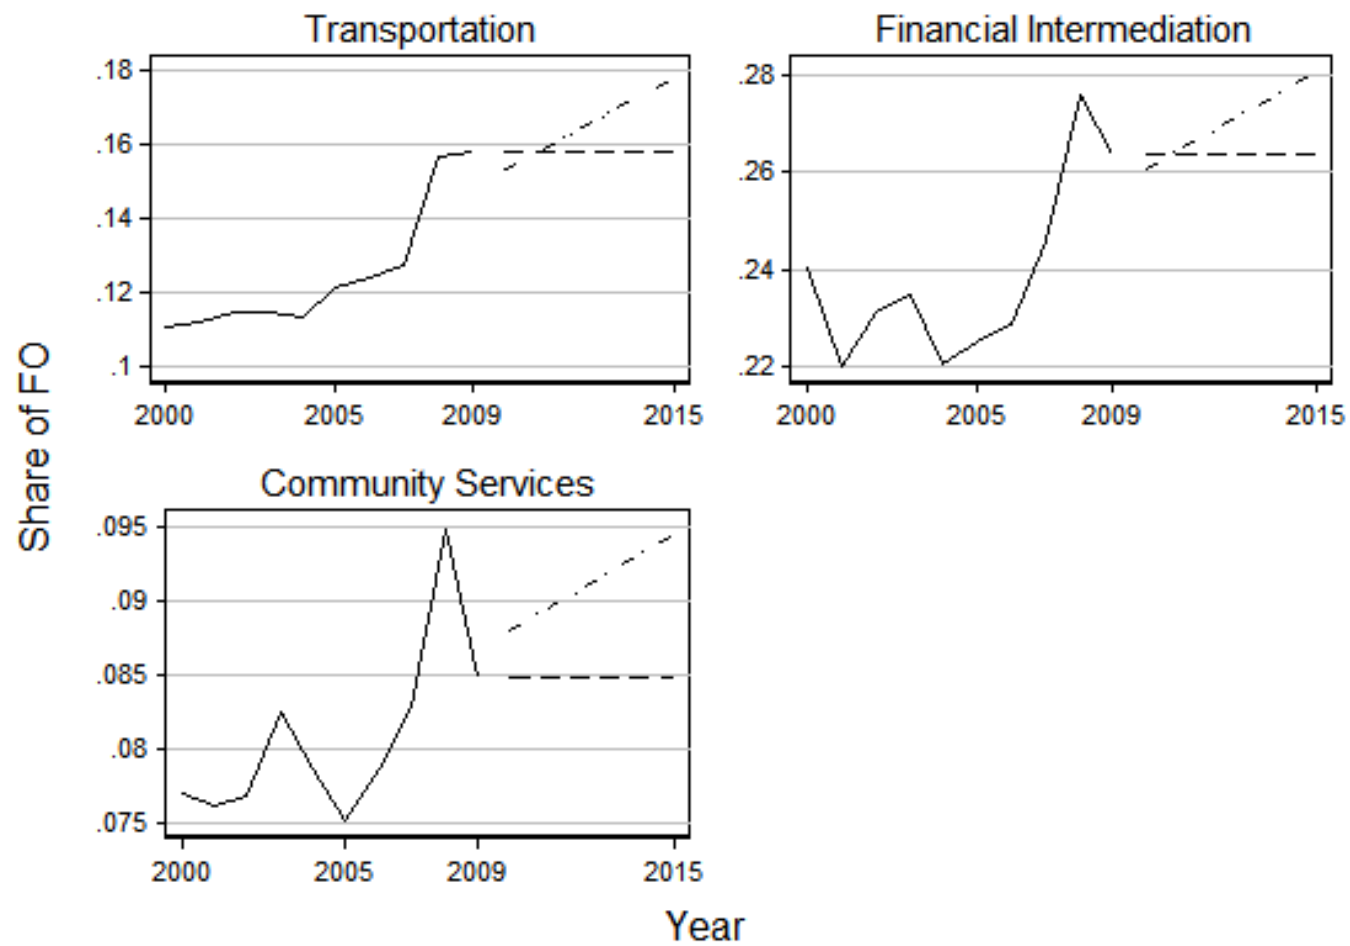 Transportation
.18
.16
.14
.12
.1
2000 2005 2009 2015
Financial Intermediation
.28
.26
.24
.22
2000 2005 2009 2015
Share of FO
Community Services
.095
.09
.085
.08
.075
2000 2005 2009 2015
Year